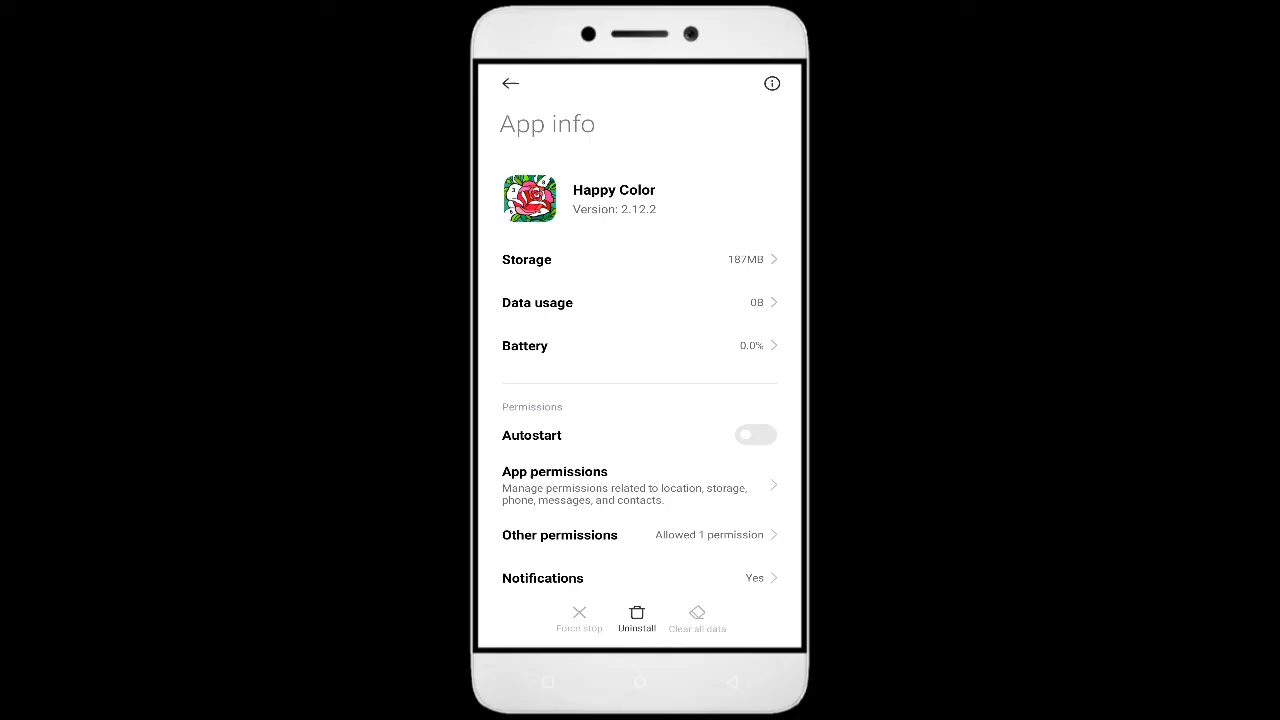 App info
Happy Color
Version: 2.12.2
Storage 187MB
Data usage 0B
Battery 0.0%
Permissions
Autostart
App permissions
Manage permissions related to location, storage,
phone, messages, and contacts.
Other permissions Allowed 1 permission
Notifications Yes
Force stop Uninstall Clear all data